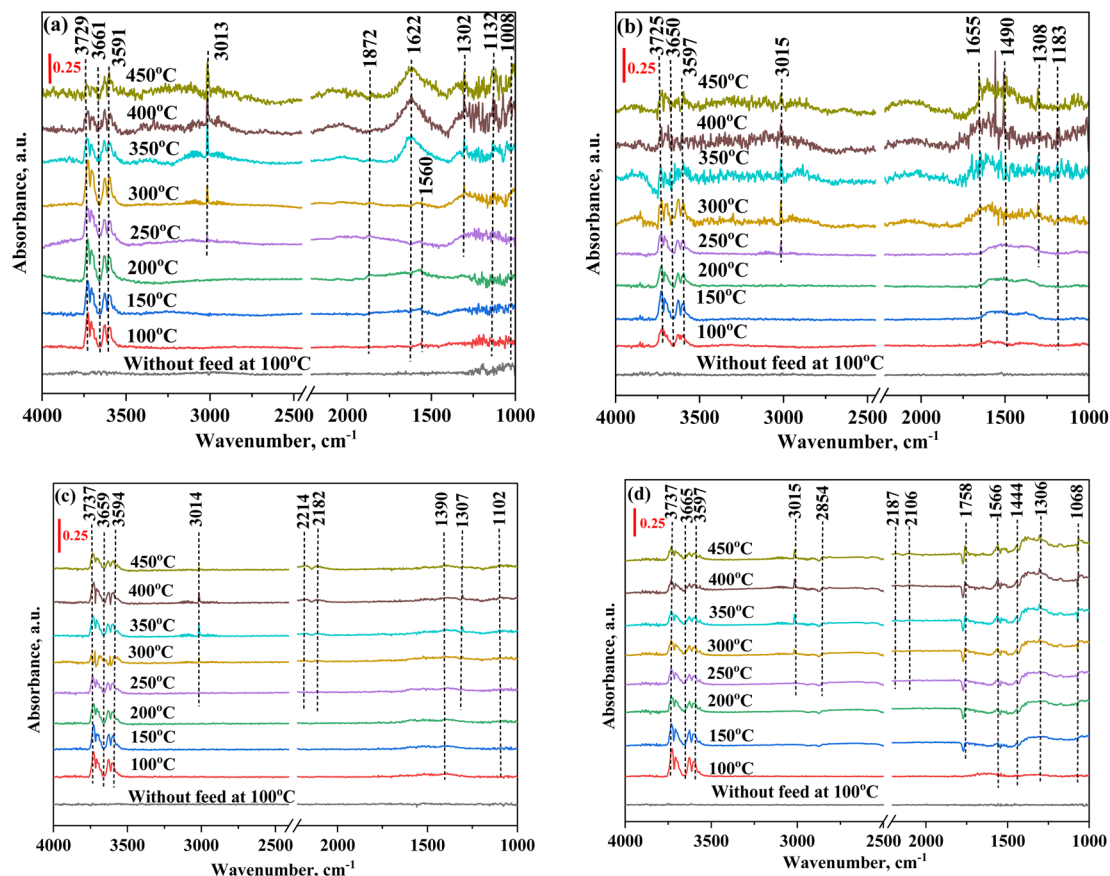 (a)
3729
3661
3591
3013
1872
1622
1302
1132
1008
0.25
450°C
400°C
350°C
1560
300°C
250°C
200°C
150°C
100°C
Without feed at 100°C
Absorbance, a.u.
4000 3500 3000 2500 2000 1500 1000
Wavenumber, cm-1
(b)
3725
3650
3597
3015
1655
1490
1308
1183
0.25
450°C
400°C
350°C
300°C
250°C
200°C
150°C
100°C
Without feed at 100°C
Absorbance, a.u.
4000 3500 3000 2500 2000 1500 1000
Wavenumber, cm-1
(c)
3737
3659
3594
3014
2214
2182
1390
1307
1102
0.25
450°C
400°C
350°C
300°C
250°C
200°C
150°C
100°C
Without feed at 100°C
Absorbance, a.u.
4000 3500 3000 2500 2000 1500 1000
Wavenumber, cm-1
(d)
3737
3665
3597
3015
2854
2187
2106
1758
1566
1444
1306
1068
0.25
450°C
400°C
350°C
300°C
250°C
200°C
150°C
100°C
Without feed at 100°C
Absorbance, a.u.
4000 3500 3000 2500 2000 1500 1000
Wavenumber, cm-1